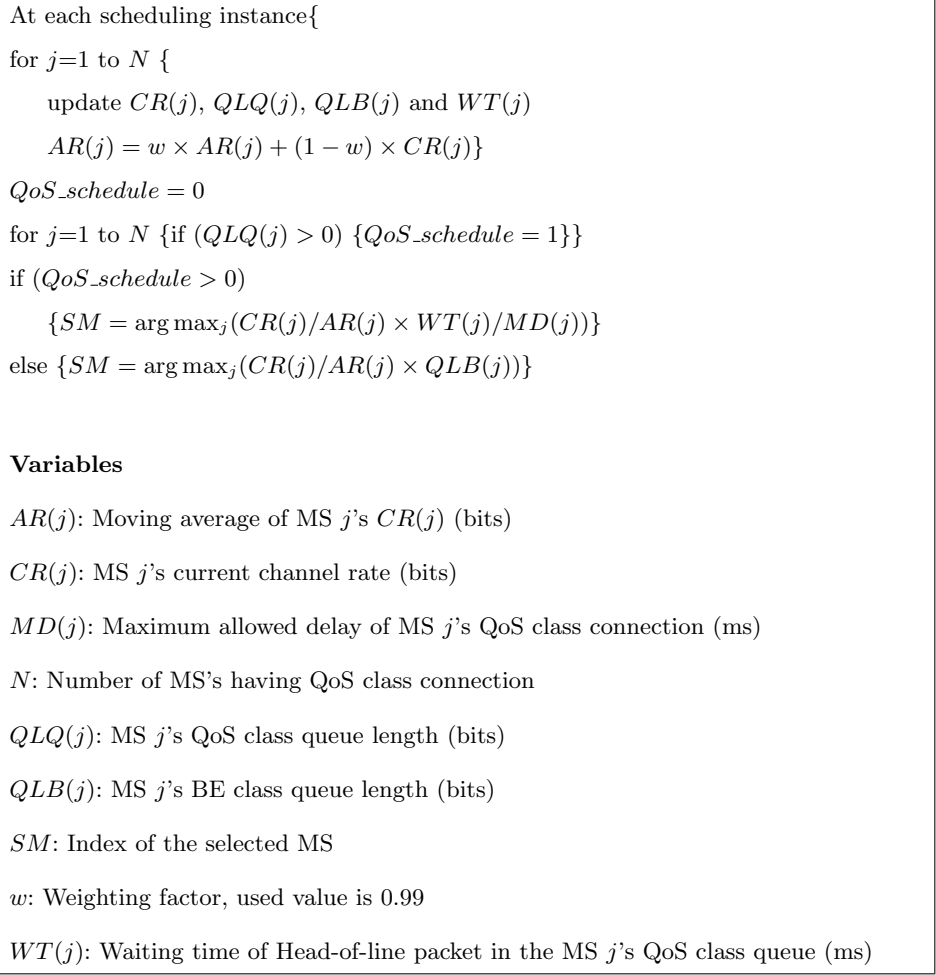 At each scheduling instance{
for j=1 to N {
update CR(j), QLQ(j), QLB(j) and WT(j)
AR(j) = w × AR(j) + (1 − w) × CR(j)}
QoS_schedule = 0
for j=1 to N {if (QLQ(j) > 0) {QoS_schedule = 1}}
if (QoS_schedule > 0)
{SM = arg max_j(CR(j)/AR(j) × WT(j)/MD(j))}
else {SM = arg max_j(CR(j)/AR(j) × QLB(j))}
Variables
AR(j): Moving average of MS j's CR(j) (bits)
CR(j): MS j's current channel rate (bits)
MD(j): Maximum allowed delay of MS j's QoS class connection (ms)
N: Number of MS's having QoS class connection
QLQ(j): MS j's QoS class queue length (bits)
QLB(j): MS j's BE class queue length (bits)
SM: Index of the selected MS
w: Weighting factor, used value is 0.99
WT(j): Waiting time of Head-of-line packet in the MS j's QoS class queue (ms)